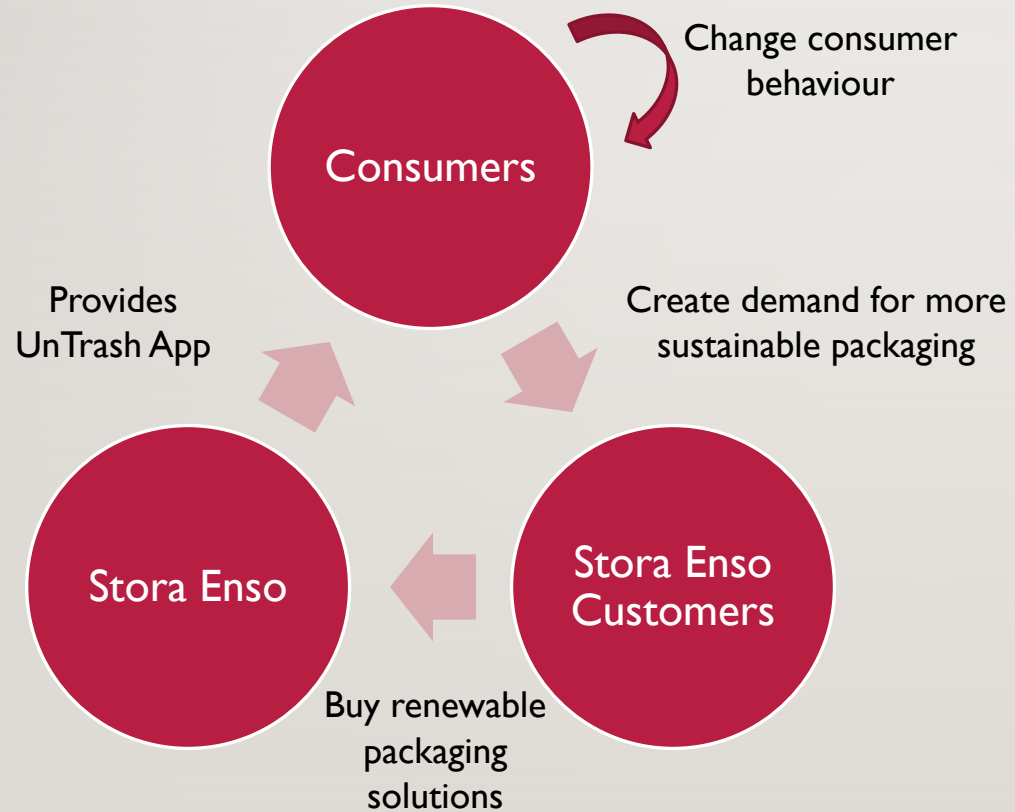 Change consumer
behaviour
Consumers
Provides
UnTrash App
Create demand for more
sustainable packaging
Stora Enso
Stora Enso
Customers
Buy renewable
packaging
solutions